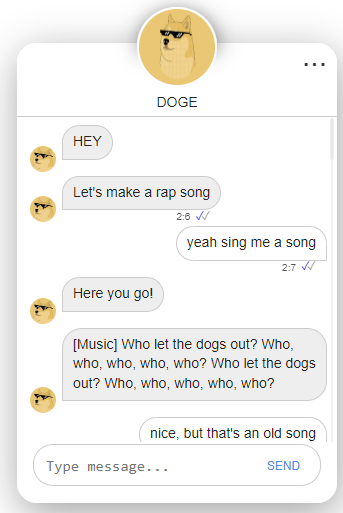 ...
DOGE
HEY
Let's make a rap song
2:6
yeah sing me a song
2:7
Here you go!
[Music] Who let the dogs out? Who,
who, who, who, who? Who let the dogs
out? Who, who, who, who, who?
nice, but that's an old song
Type message... SEND